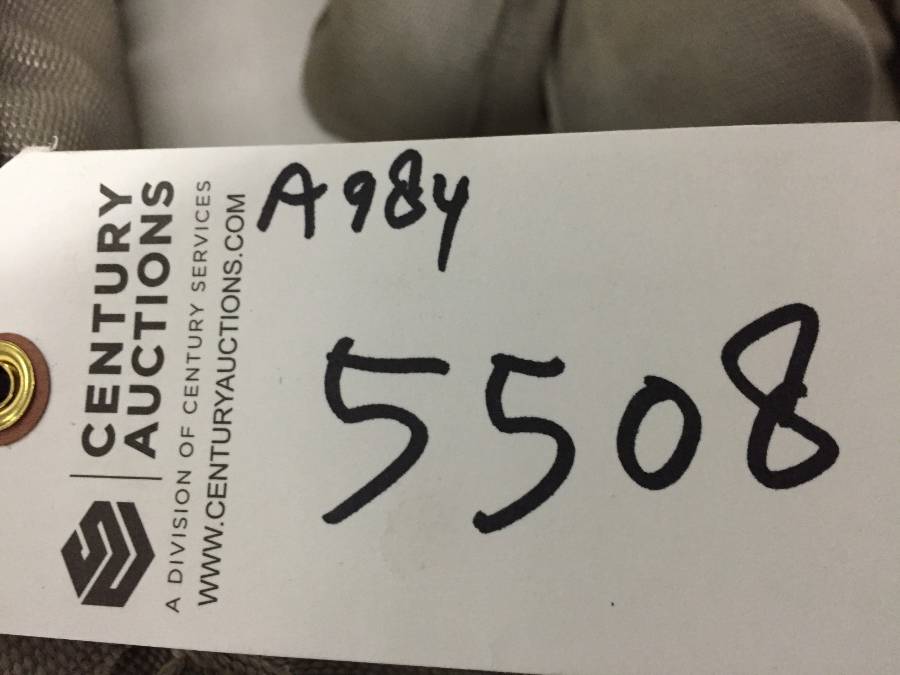 CENTURY
AUCTIONS
A DIVISION OF CENTURY SERVICES
WWW.CENTURYAUCTIONS.COM
A984
5508